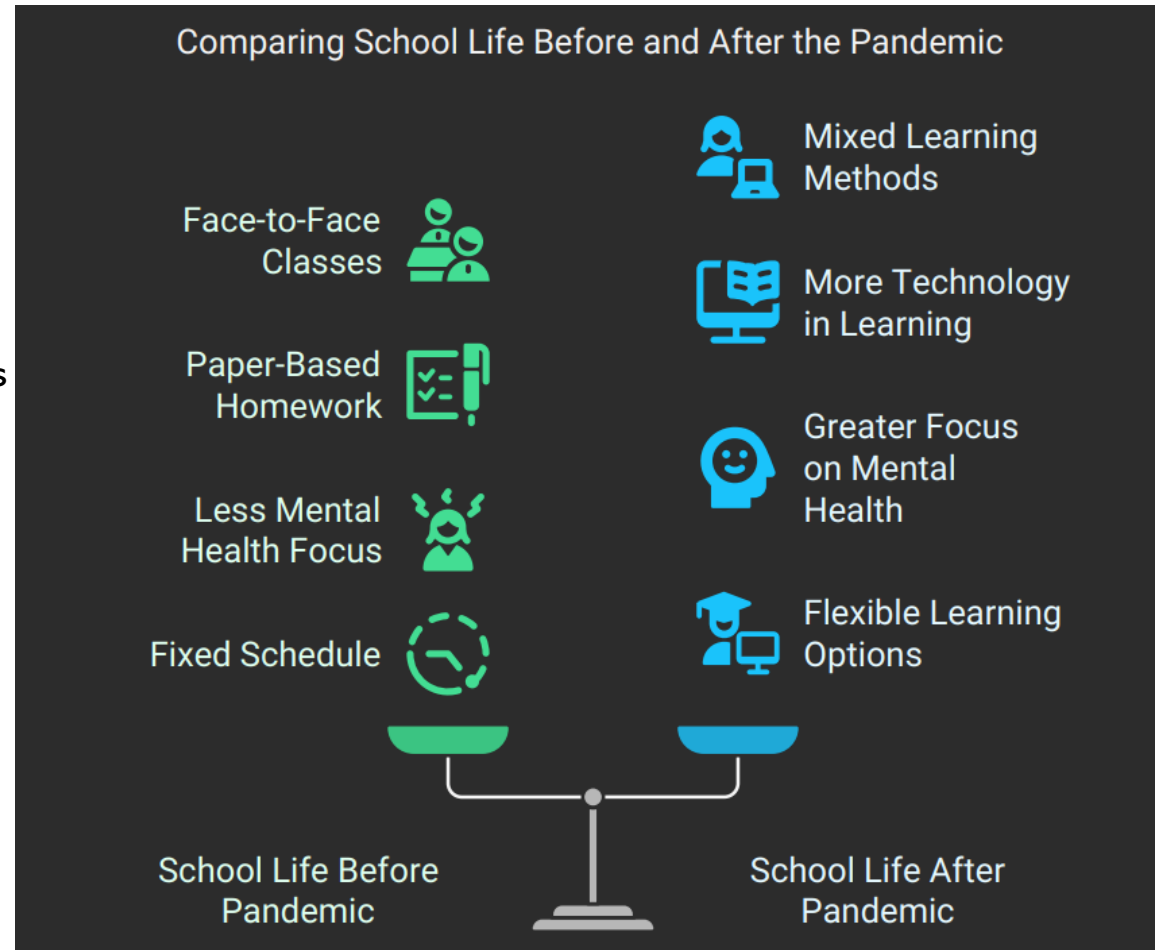 Comparing School Life Before and After the Pandemic
Face-to-Face
Classes
Paper-Based
Homework
Less Mental
Health Focus
Fixed Schedule
Mixed Learning
Methods
More Technology
in Learning
Greater Focus
on Mental
Health
Flexible Learning
Options
School Life Before
Pandemic
School Life After
Pandemic
s